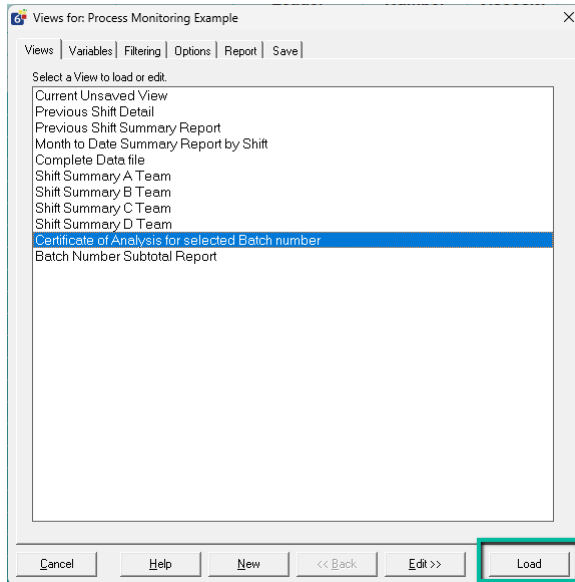 6 Views for: Process Monitoring Example
Views Variables Filtering Options Report Save
Select a View to load or edit.
Current Unsaved View
Previous Shift Detail
Previous Shift Summary Report
Month to Date Summary Report by Shift
Complete Data file
Shift Summary A Team
Shift Summary B Team
Shift Summary C Team
Shift Summary D Team
Certificate of Analysis for selected Batch number
Batch Number Subtotal Report
Cancel Help New << Back Edit >> Load